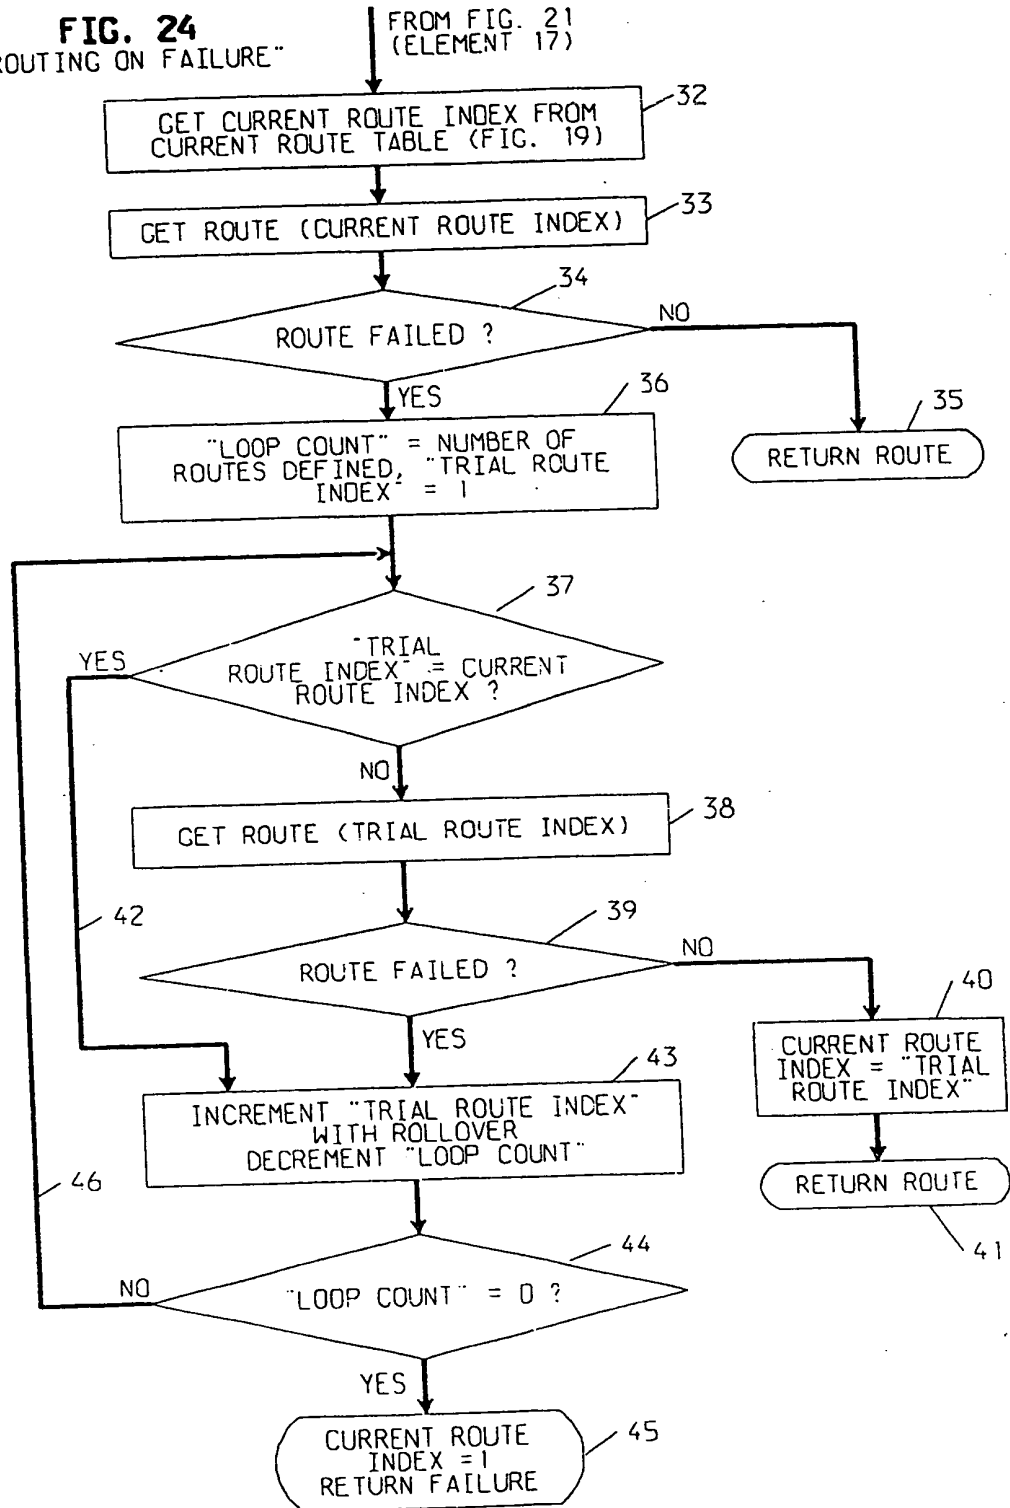 FIG. 24
ROUTING ON FAILURE"
FROM FIG. 21
(ELEMENT 17)
32
GET CURRENT ROUTE INDEX FROM
CURRENT ROUTE TABLE (FIG. 19)
33
GET ROUTE (CURRENT ROUTE INDEX)
34
ROUTE FAILED ?
NO
YES
36
35
"LOOP COUNT" = NUMBER OF
ROUTES DEFINED, "TRIAL ROUTE
INDEX" = 1
RETURN ROUTE
37
"TRIAL
ROUTE INDEX" = CURRENT
ROUTE INDEX ?
YES
NO
38
GET ROUTE (TRIAL ROUTE INDEX)
42
39
ROUTE FAILED ?
NO
40
YES
CURRENT ROUTE
INDEX = "TRIAL
ROUTE INDEX"
43
INCREMENT "TRIAL ROUTE INDEX"
WITH ROLLOVER
DECREMENT "LOOP COUNT"
46
RETURN ROUTE
41
44
"LOOP COUNT" = 0 ?
NO
YES
45
CURRENT ROUTE
INDEX = 1
RETURN FAILURE